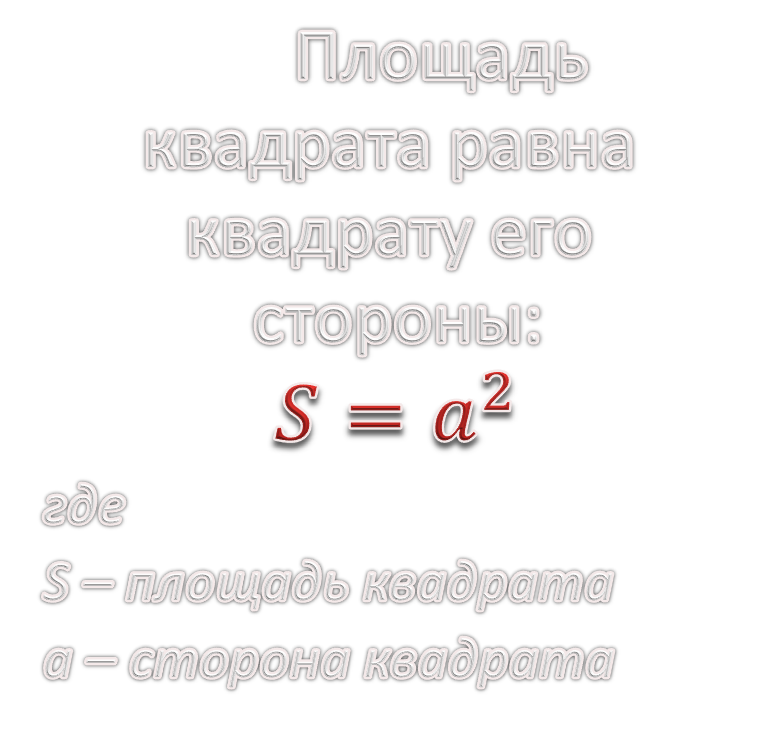 Площадь
квадрата равна
квадрату его
стороны:
S = a²
где
S – площадь квадрата
а – сторона квадрата